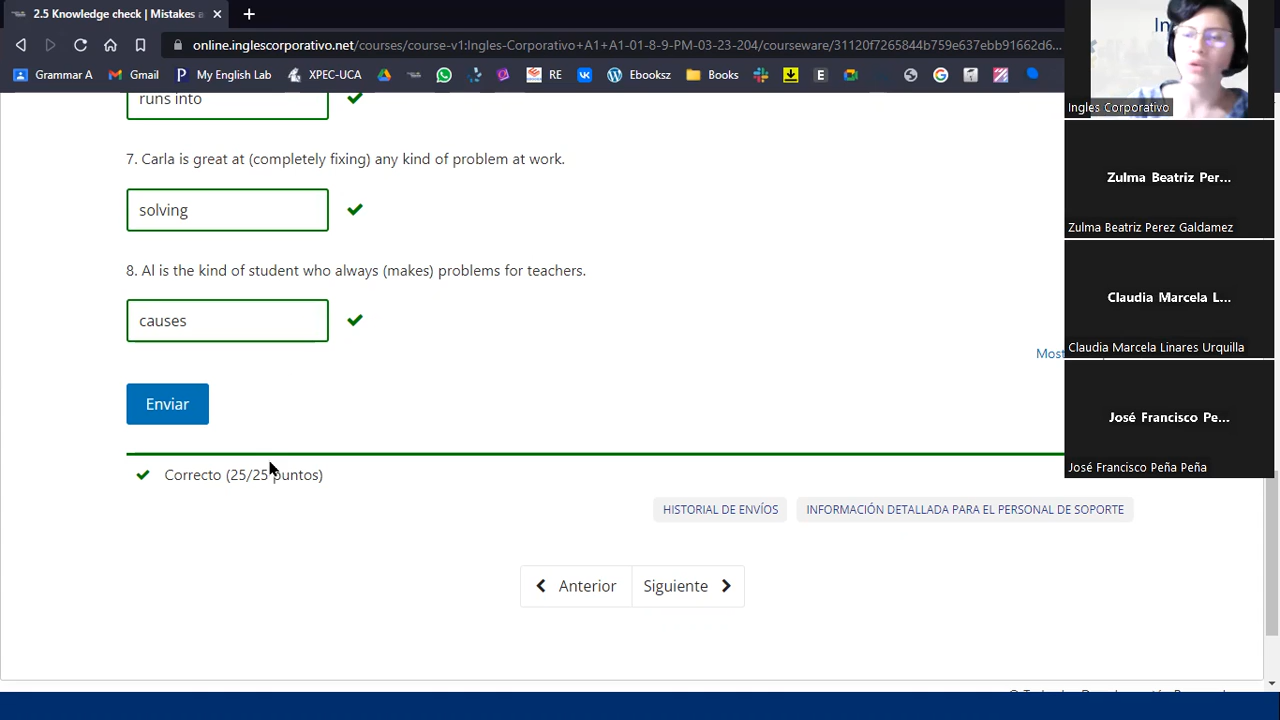 2.5 Knowledge check | Mistakes a
In
online.inglescorporativo.net/courses/course-v1:Ingles-Corporativo+A1+A1-01-8-9-PM-03-23-204/courseware/31120f7265844b759e637ebb91662d6...
Grammar A
Gmail
My English Lab
XPEC-UCA
RE
Ebooksz
Books
E
Ingles Corporativo
runs into
7. Carla is great at (completely fixing) any kind of problem at work.
solving
8. Al is the kind of student who always (makes) problems for teachers.
causes
Most
Enviar
Correcto (25/25 puntos)
HISTORIAL DE ENVÍOS
INFORMACIÓN DETALLADA PARA EL PERSONAL DE SOPORTE
Anterior
Siguiente
Zulma Beatriz Per...
Zulma Beatriz Perez Galdamez
Claudia Marcela L...
Claudia Marcela Linares Urquilla
José Francisco Pe...
José Francisco Peña Peña